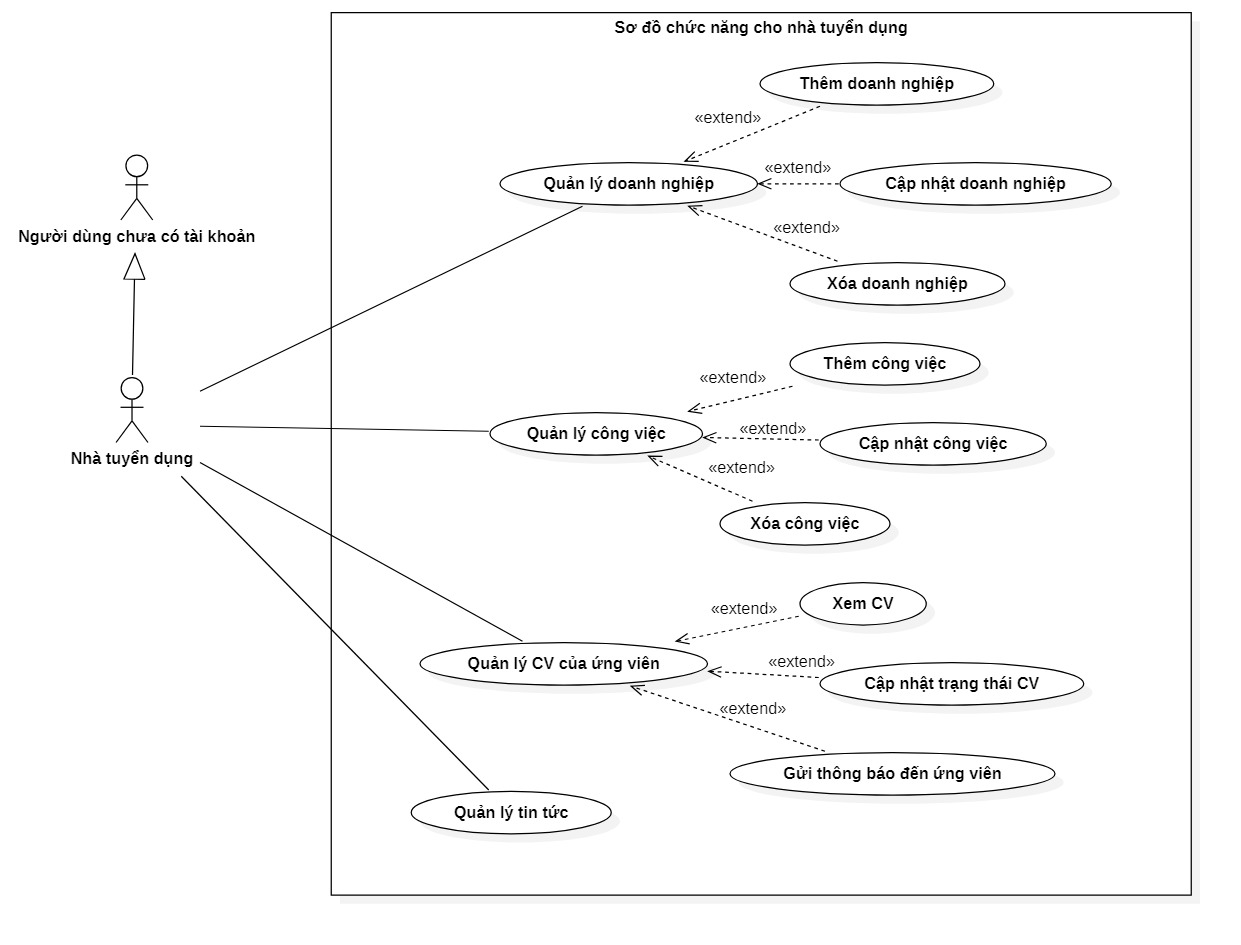 Sơ đồ chức năng cho nhà tuyển dụng
Thêm doanh nghiệp
«extend»
Quản lý doanh nghiệp
«extend»
Cập nhật doanh nghiệp
Người dùng chưa có tài khoản
«extend»
Xóa doanh nghiệp
Thêm công việc
«extend»
Quản lý công việc
«extend»
Cập nhật công việc
Nhà tuyển dụng
«extend»
Xóa công việc
Xem CV
«extend»
Quản lý CV của ứng viên
«extend»
Cập nhật trạng thái CV
«extend»
Gửi thông báo đến ứng viên
Quản lý tin tức